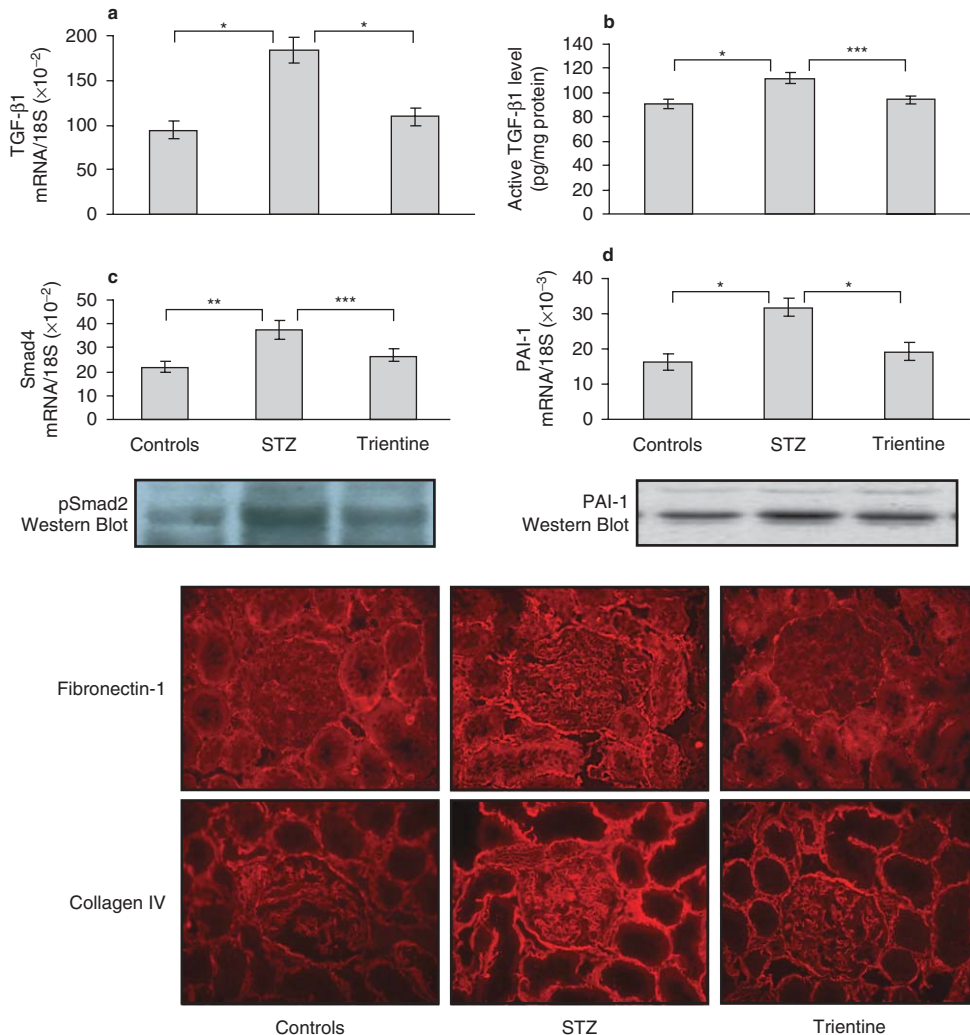 a
TGF-β1
mRNA/18S (×10⁻²)
200
150
100
50
0
*
*
b
Active TGF-β1 level
(pg/mg protein)
140
120
100
80
60
40
20
0
*
***
c
Smad4
mRNA/18S (×10⁻²)
50
40
30
20
10
0
**
***
Controls
STZ
Trientine
d
PAI-1
mRNA/18S (×10⁻³)
40
30
20
10
0
*
*
Controls
STZ
Trientine
pSmad2
Western Blot
PAI-1
Western Blot
Fibronectin-1
Collagen IV
Controls
STZ
Trientine